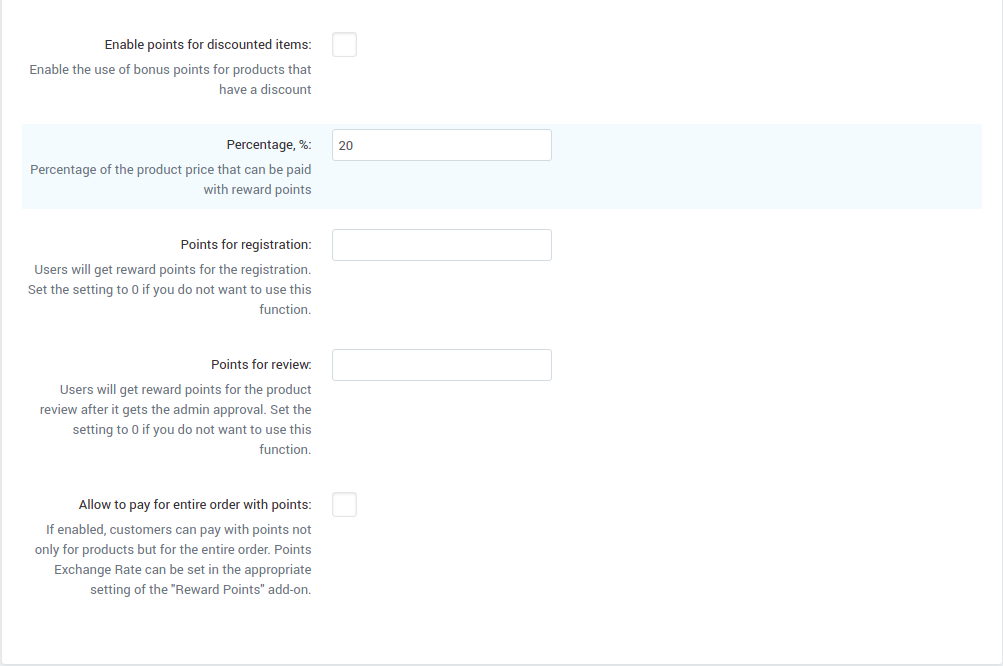 Enable points for discounted items:
Enable the use of bonus points for products that
have a discount
Percentage, %:
20
Percentage of the product price that can be paid
with reward points
Points for registration:
Users will get reward points for the registration.
Set the setting to 0 if you do not want to use this
function.
Points for review:
Users will get reward points for the product
review after it gets the admin approval. Set the
setting to 0 if you do not want to use this
function.
Allow to pay for entire order with points:
If enabled, customers can pay with points not
only for products but for the entire order. Points
Exchange Rate can be set in the appropriate
setting of the "Reward Points" add-on.